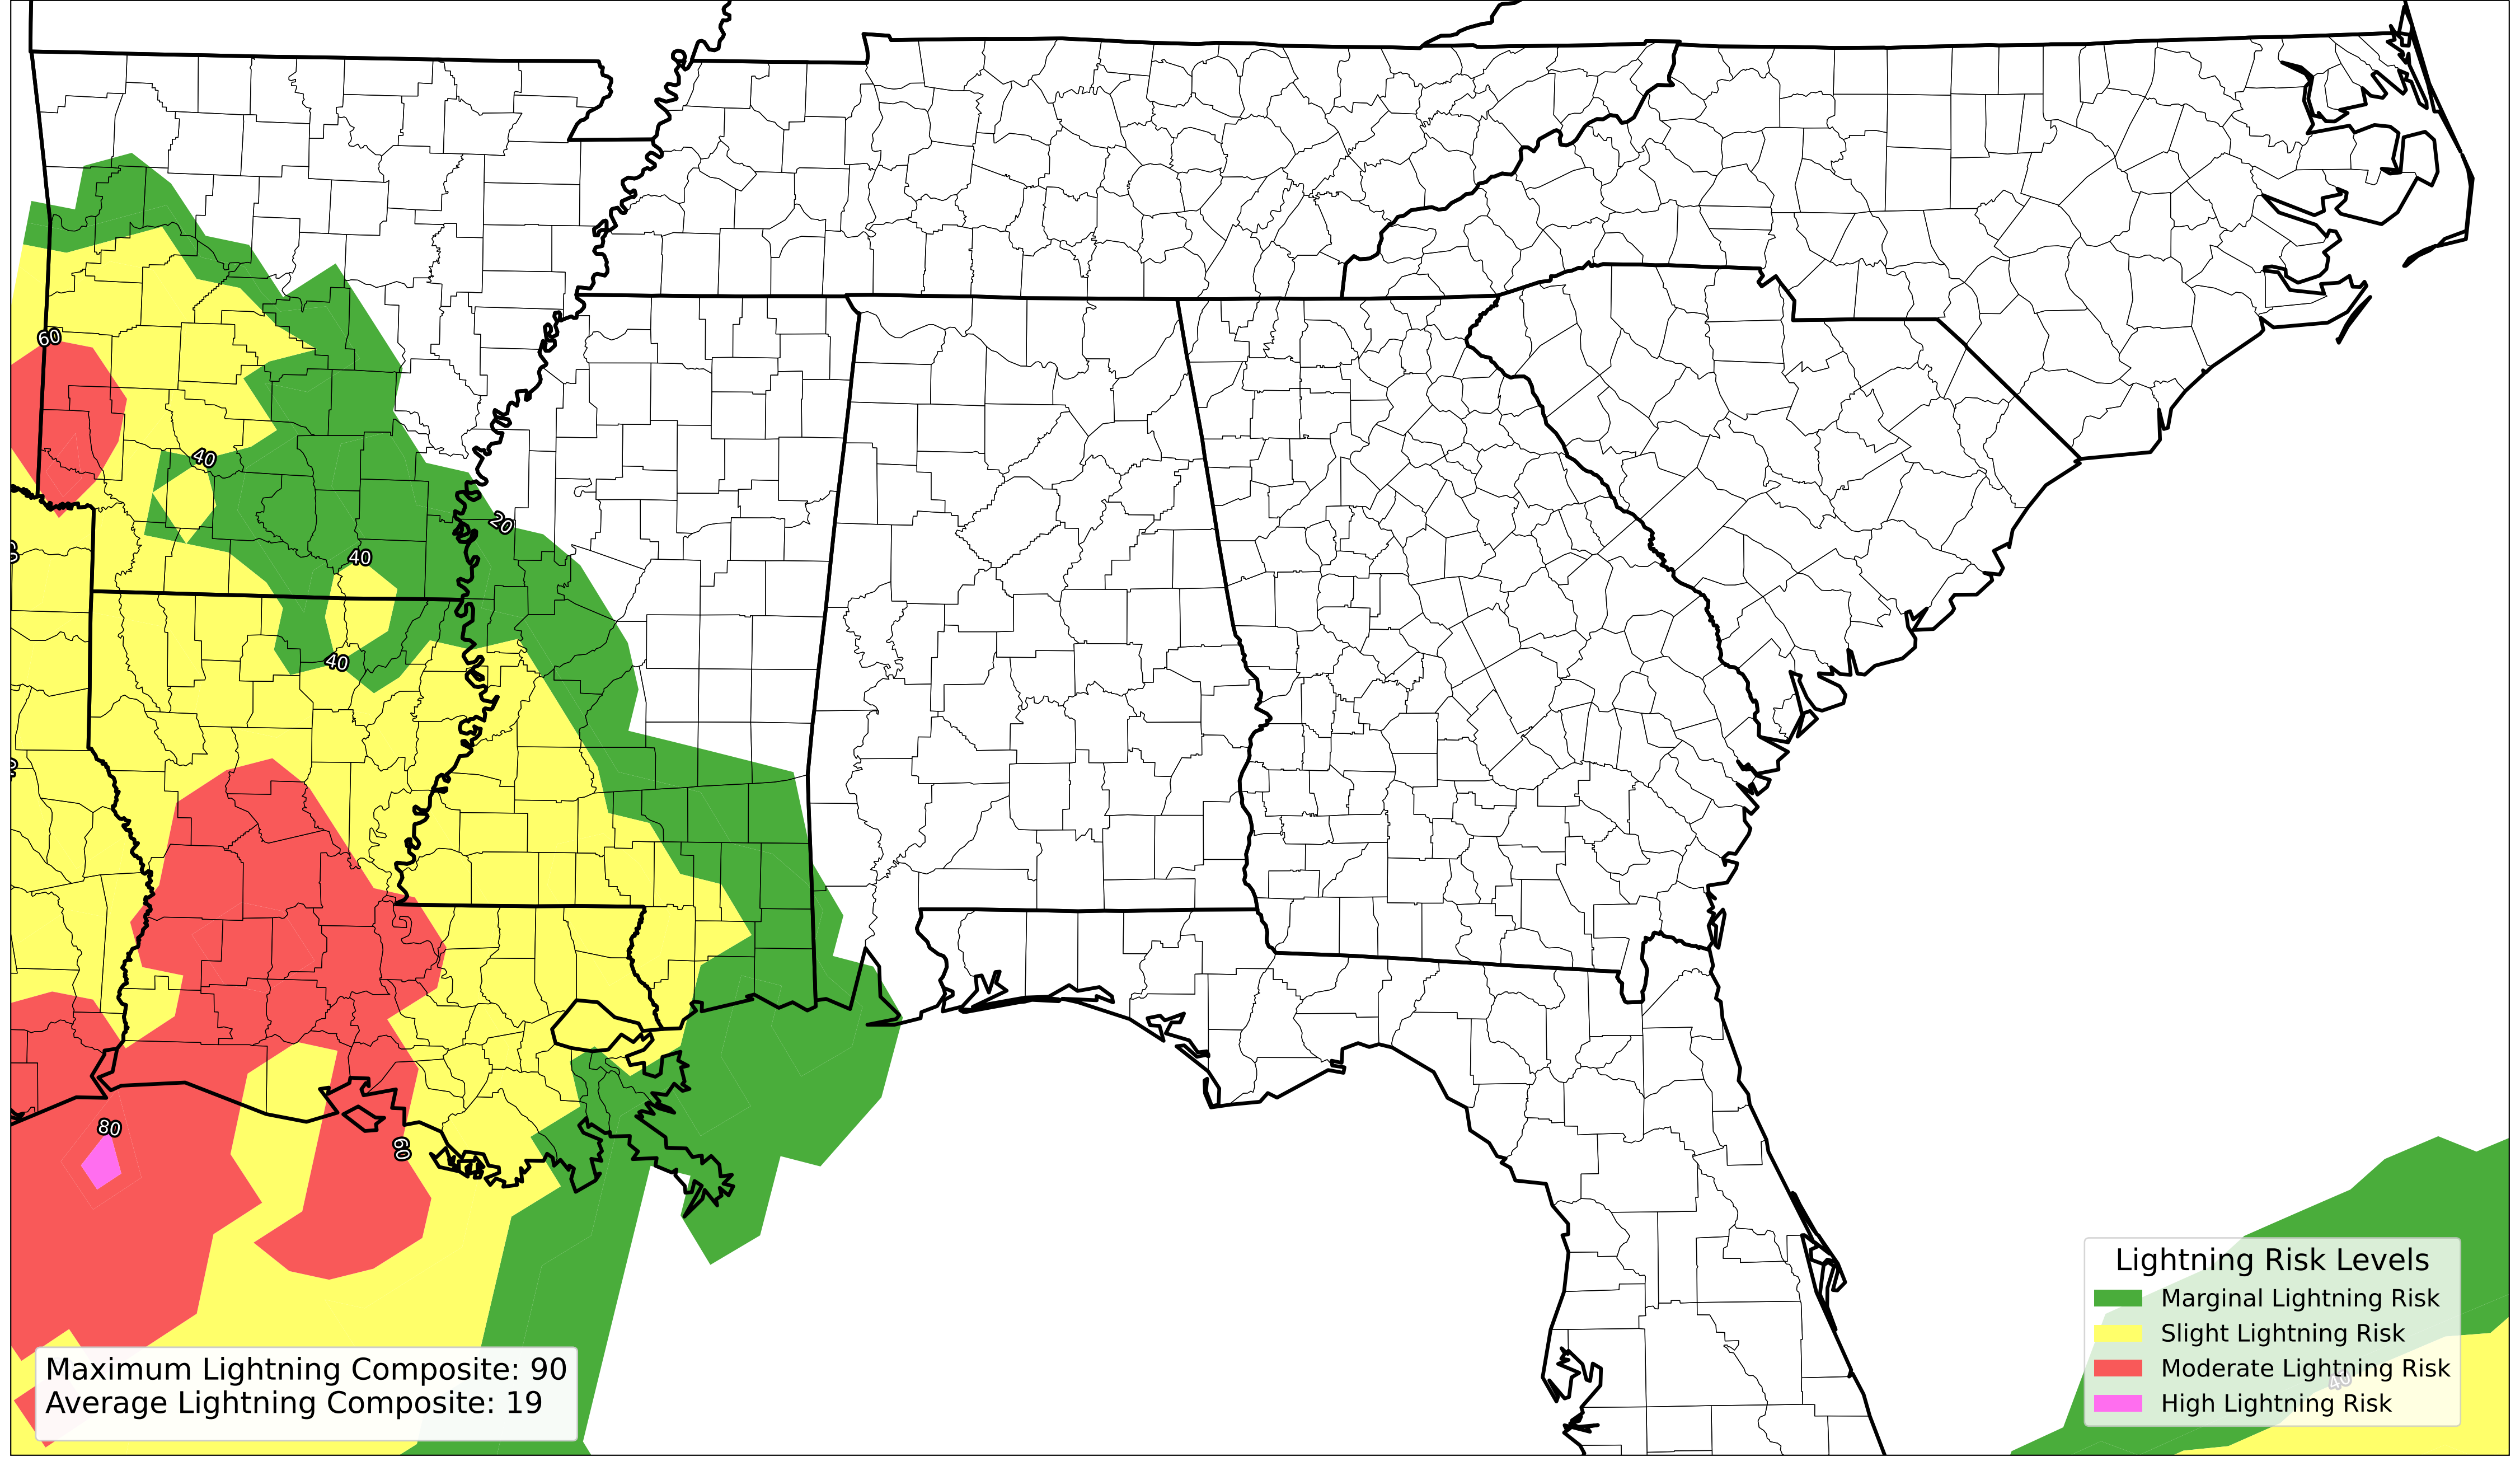 60
40
20
40
40
80
60
Lightning Risk Levels
Marginal Lightning Risk
Slight Lightning Risk
Moderate Lightning Risk
40
High Lightning Risk
Maximum Lightning Composite: 90
Average Lightning Composite: 19